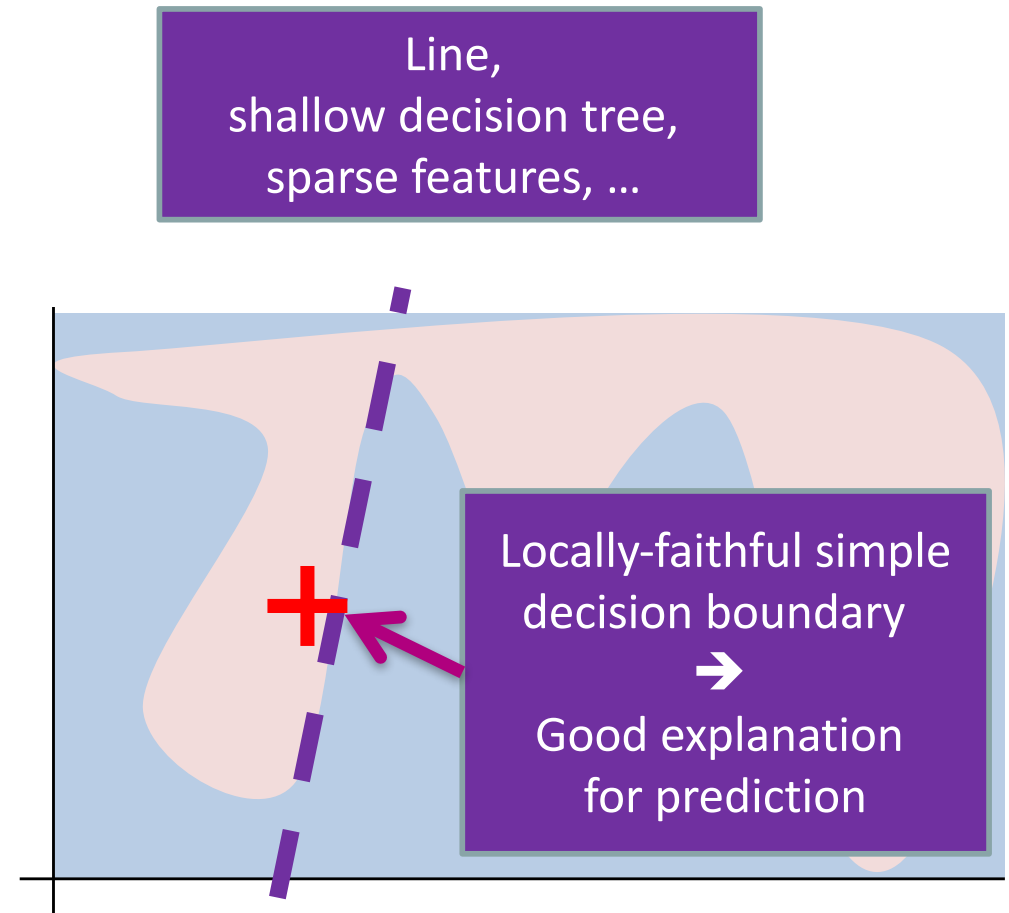 Line,
shallow decision tree,
sparse features, …
Locally-faithful simple
decision boundary
➔
Good explanation
for prediction